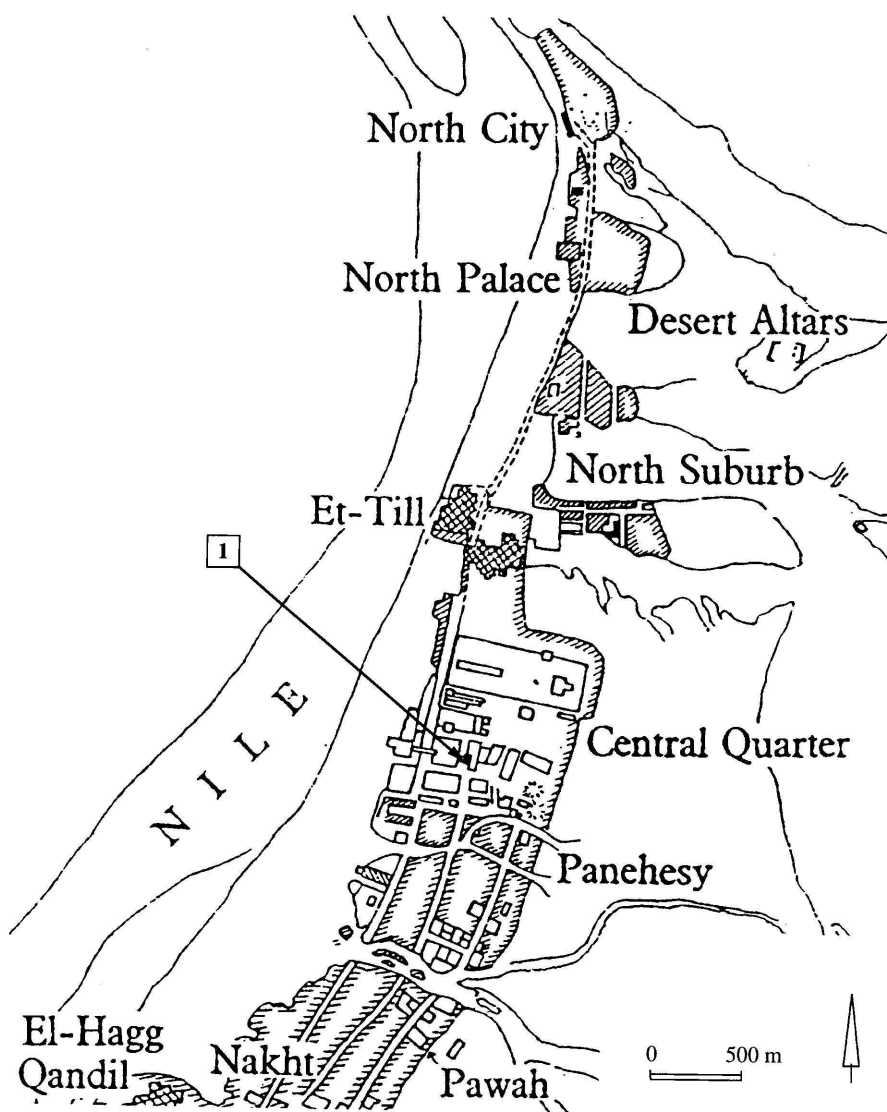 North City
North Palace
Desert Altars
North Suburb
Et-Till
1
NILE
Central Quarter
Panehesy
El-Hagg
Qandil
Nakht
Pawah
0 500 m